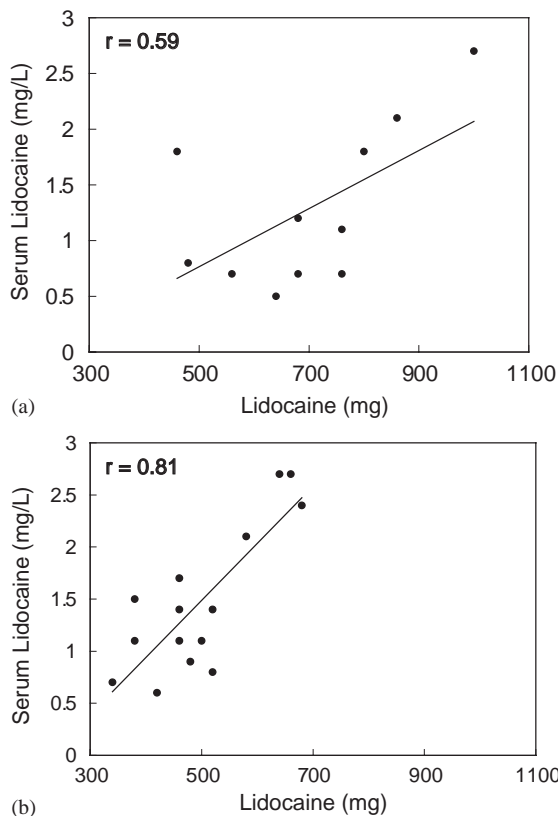 r = 0.59
Serum Lidocaine (mg/L)
3
2.5
2
1.5
1
0.5
0
300 500 700 900 1100
(a) Lidocaine (mg)
r = 0.81
Serum Lidocaine (mg/L)
3
2.5
2
1.5
1
0.5
0
300 500 700 900 1100
(b) Lidocaine (mg)